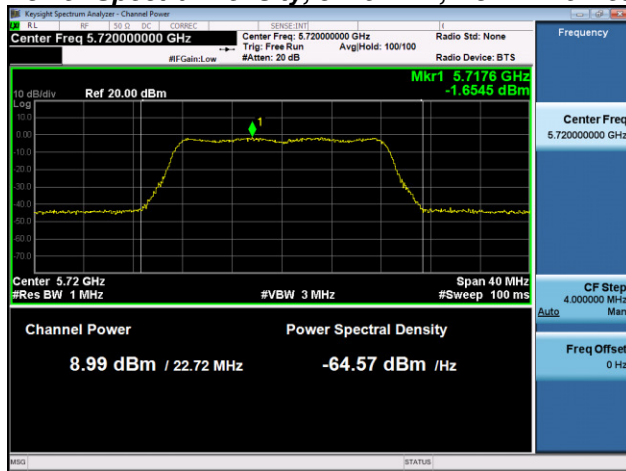 Keysight Spectrum Analyzer - Channel Power
RL RF 50 Ω DC CORREC SENSE:INT
Center Freq 5.720000000 GHz
#IFGain:Low
Center Freq: 5.720000000 GHz
Trig: Free Run Avg|Hold: 100/100
#Atten: 20 dB
Radio Std: None
Radio Device: BTS
Frequency
Mkr1 5.7176 GHz
-1.6545 dBm
10 dB/div Ref 20.00 dBm
Log
10.0
0.00
-10.0
-20.0
-30.0
-40.0
-50.0
-60.0
-70.0
1
Center 5.72 GHz
#Res BW 1 MHz
#VBW 3 MHz
Span 40 MHz
#Sweep 100 ms
Channel Power
8.99 dBm / 22.72 MHz
Power Spectral Density
-64.57 dBm /Hz
Center Freq
5.720000000 GHz
CF Step
4.000000 MHz
Auto Man
Freq Offset
0 Hz
MSG
STATUS